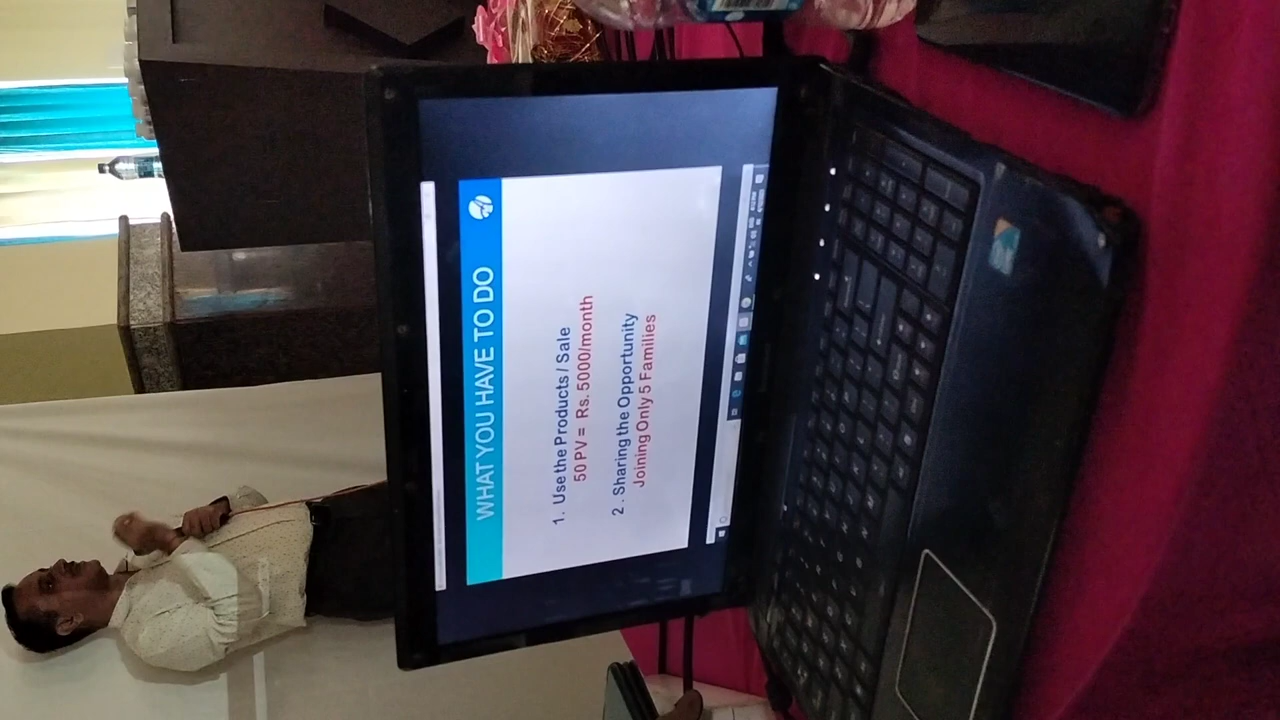 WHAT YOU HAVE TO DO
1. Use the Products / Sale
50 PV = Rs. 5000/month
2 . Sharing the Opportunity
Joining Only 5 Families